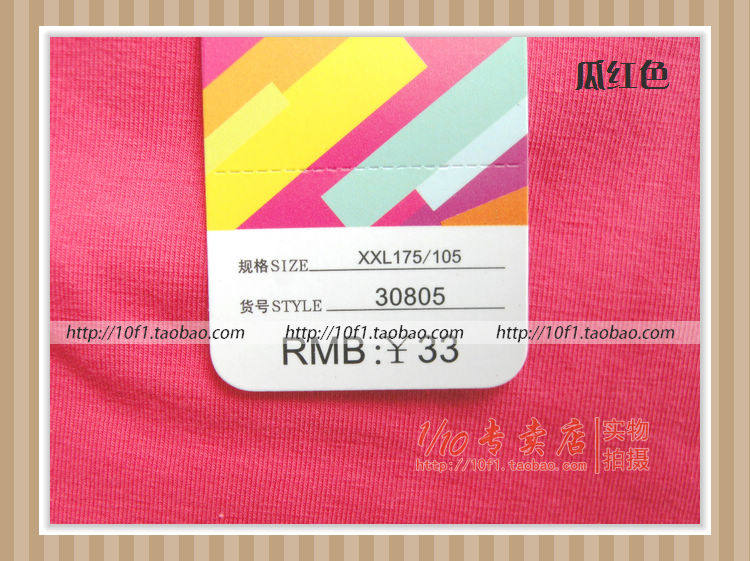 瓜红色
规格SIZE XXL175/105
货号STYLE 30805
http://10f1.taobao.com http://10f1.taobao.com http://10f1.taobao.com
RMB:¥ 33
1/10专卖店 实物
http://10f1.taobao.com 拍摄